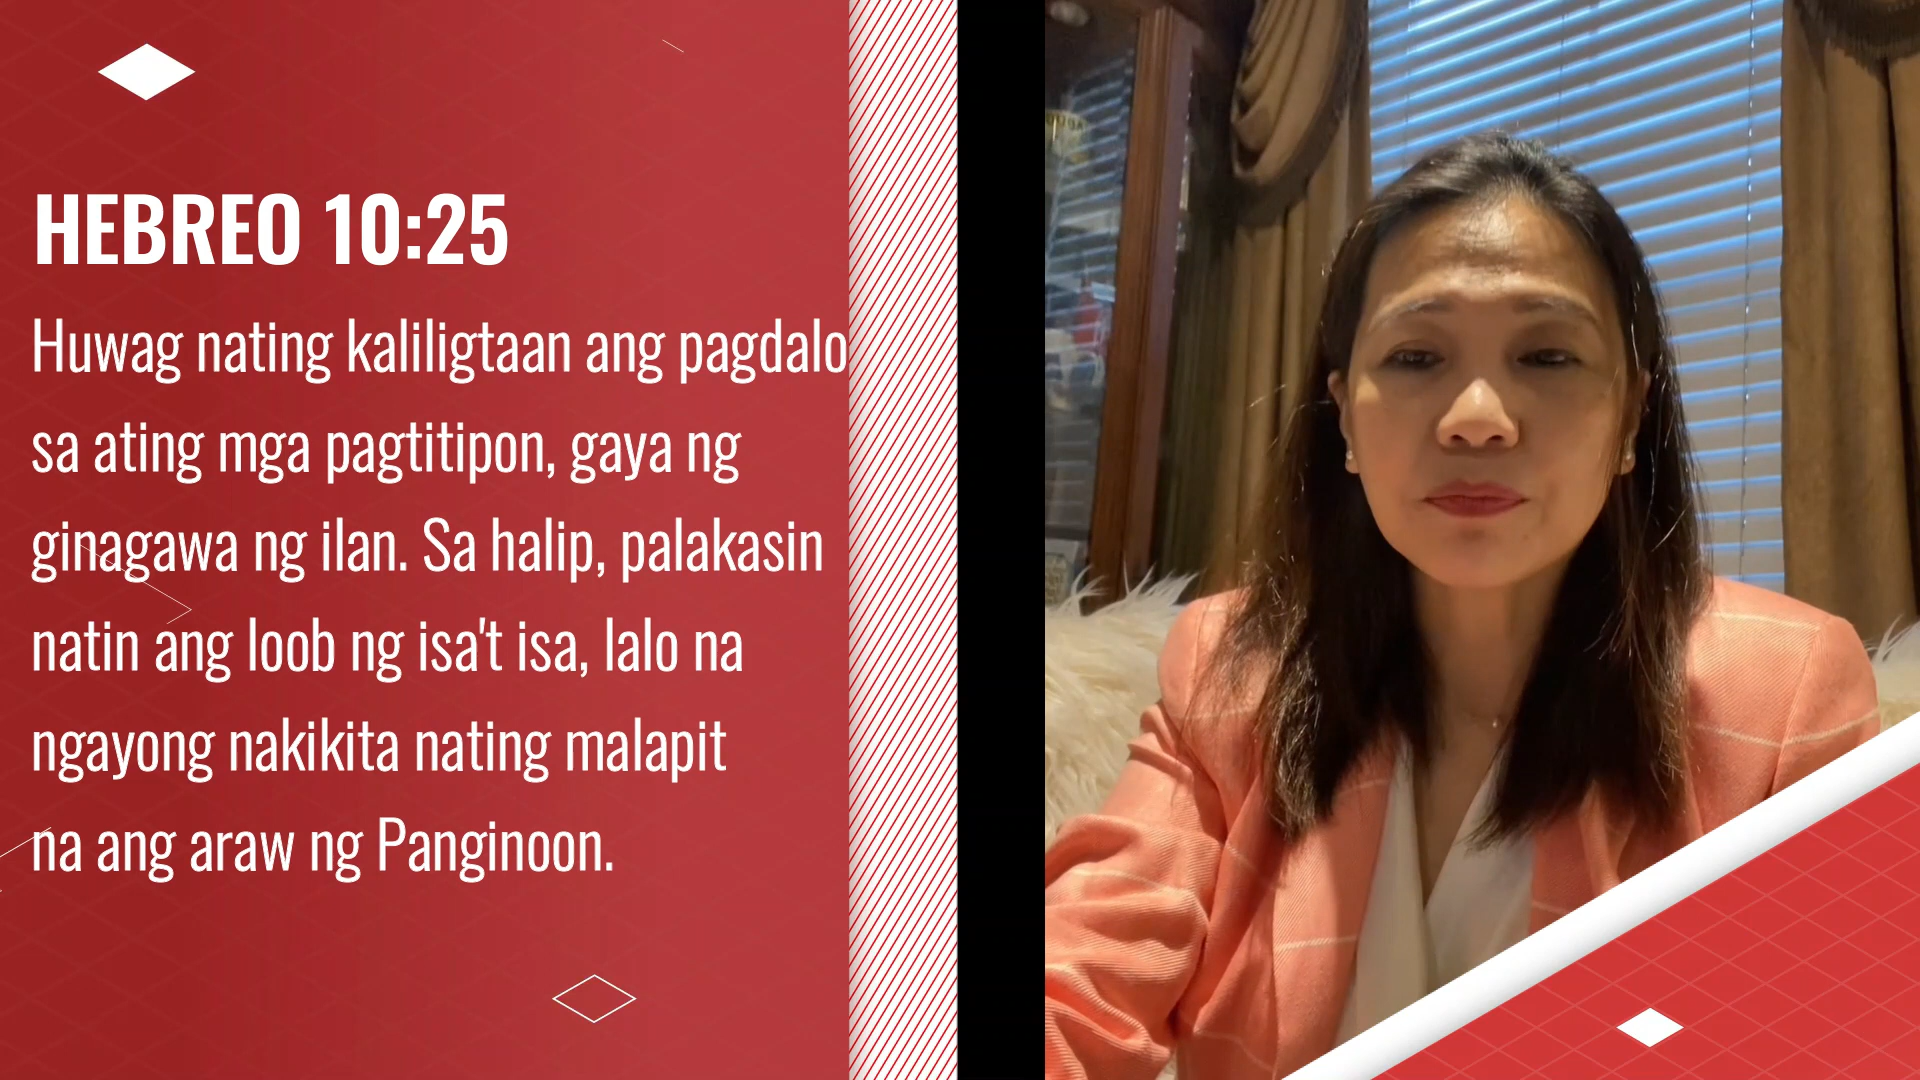 HEBREO 10:25
Huwag nating kaliligtaan ang pagdalo
sa ating mga pagtitipon, gaya ng
ginagawa ng ilan. Sa halip, palakasin
natin ang loob ng isa't isa, lalo na
ngayong nakikita nating malapit
na ang araw ng Panginoon.